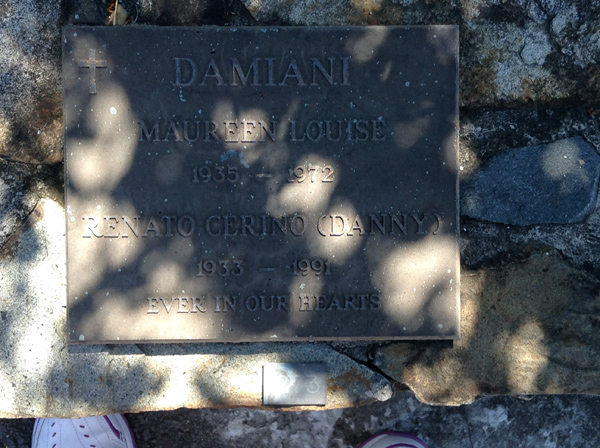 DAMIANI
MAUREEN LOUISE
1935 - 1972
RENATO CERINO (DANNY)
1933 - 1991
EVER IN OUR HEARTS